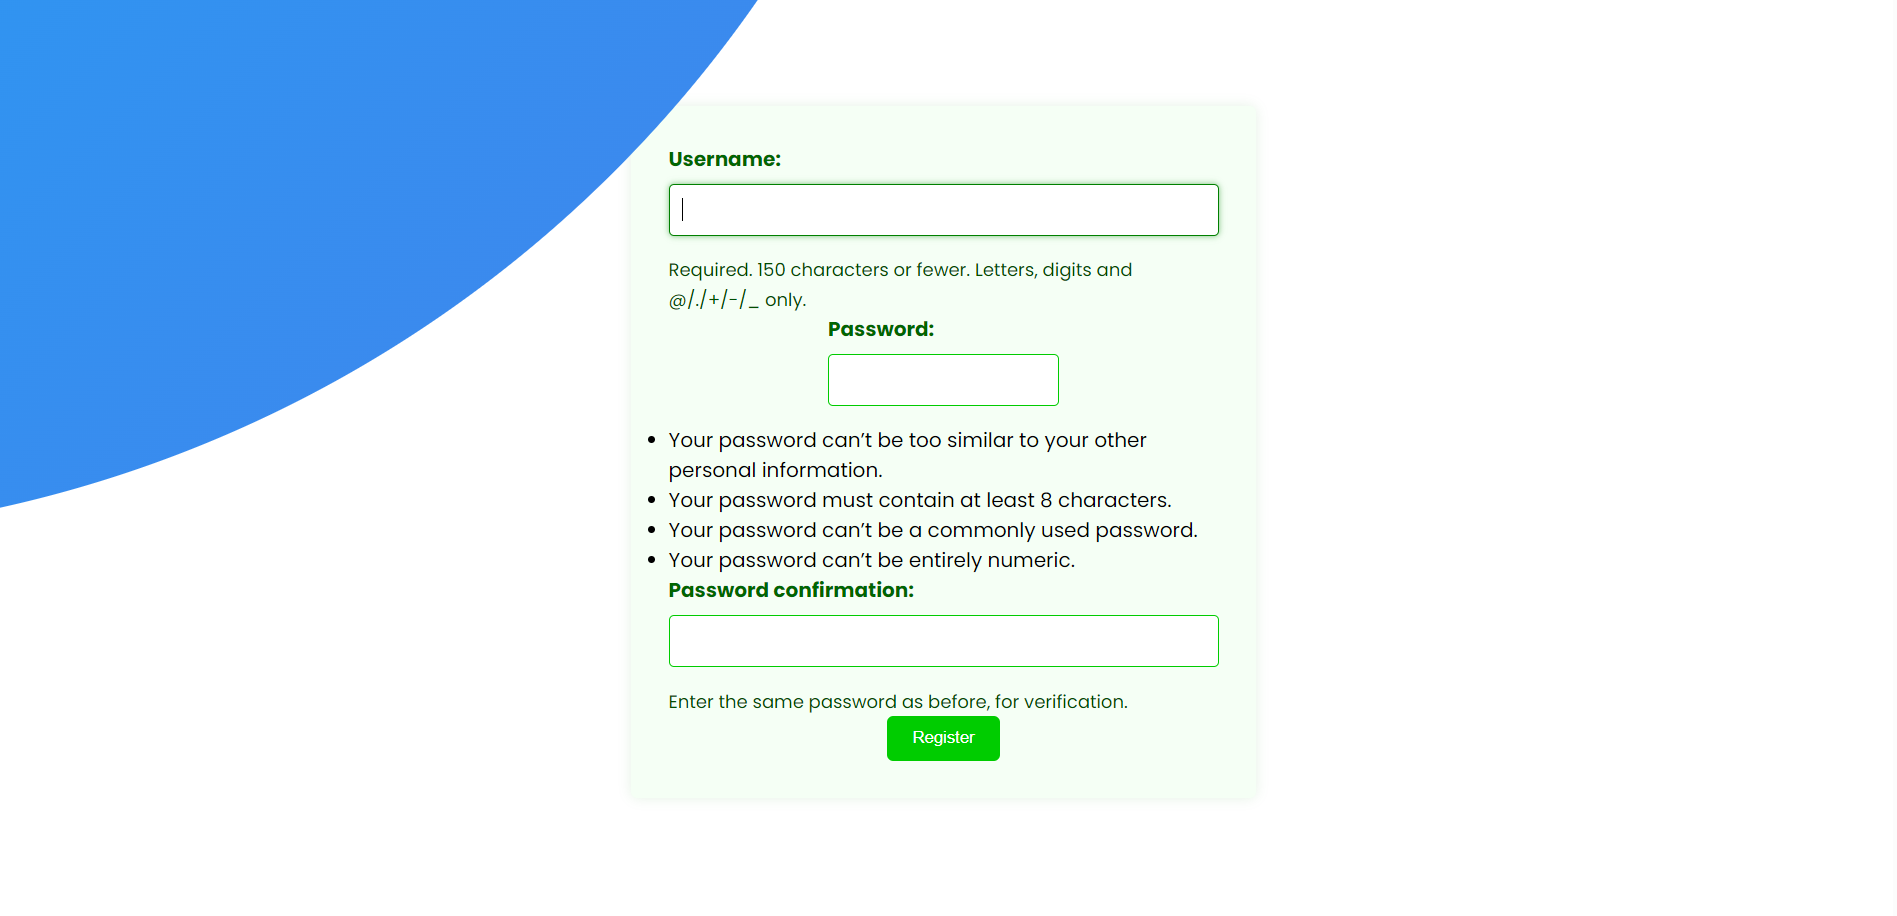 Username:
Required. 150 characters or fewer. Letters, digits and
@/./+/-/_ only.
Password:
Your password can’t be too similar to your other
personal information.
Your password must contain at least 8 characters.
Your password can’t be a commonly used password.
Your password can’t be entirely numeric.
Password confirmation:
Enter the same password as before, for verification.
Register